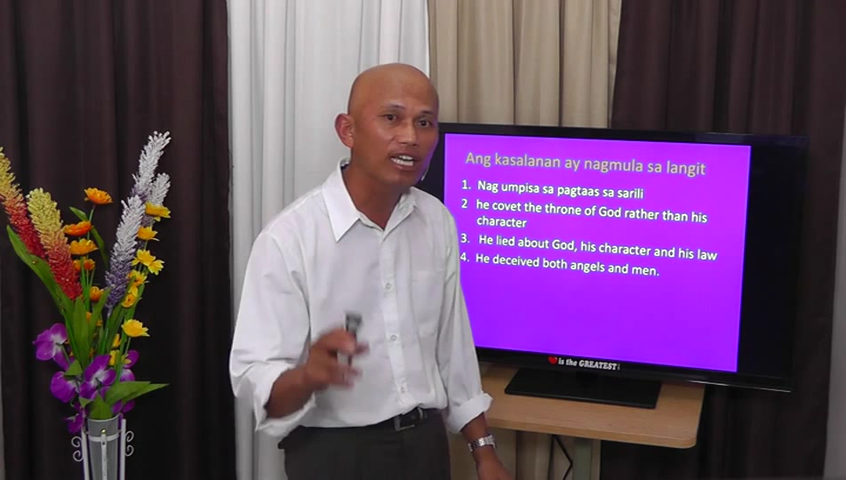 Ang kasalanan ay nagmula sa langit
1. Nag umpisa sa pagtaas sa sarili
2 he covet the throne of God rather than his
character
3. He lied about God, his character and his law
4. He deceived both angels and men.
is the GREATEST!